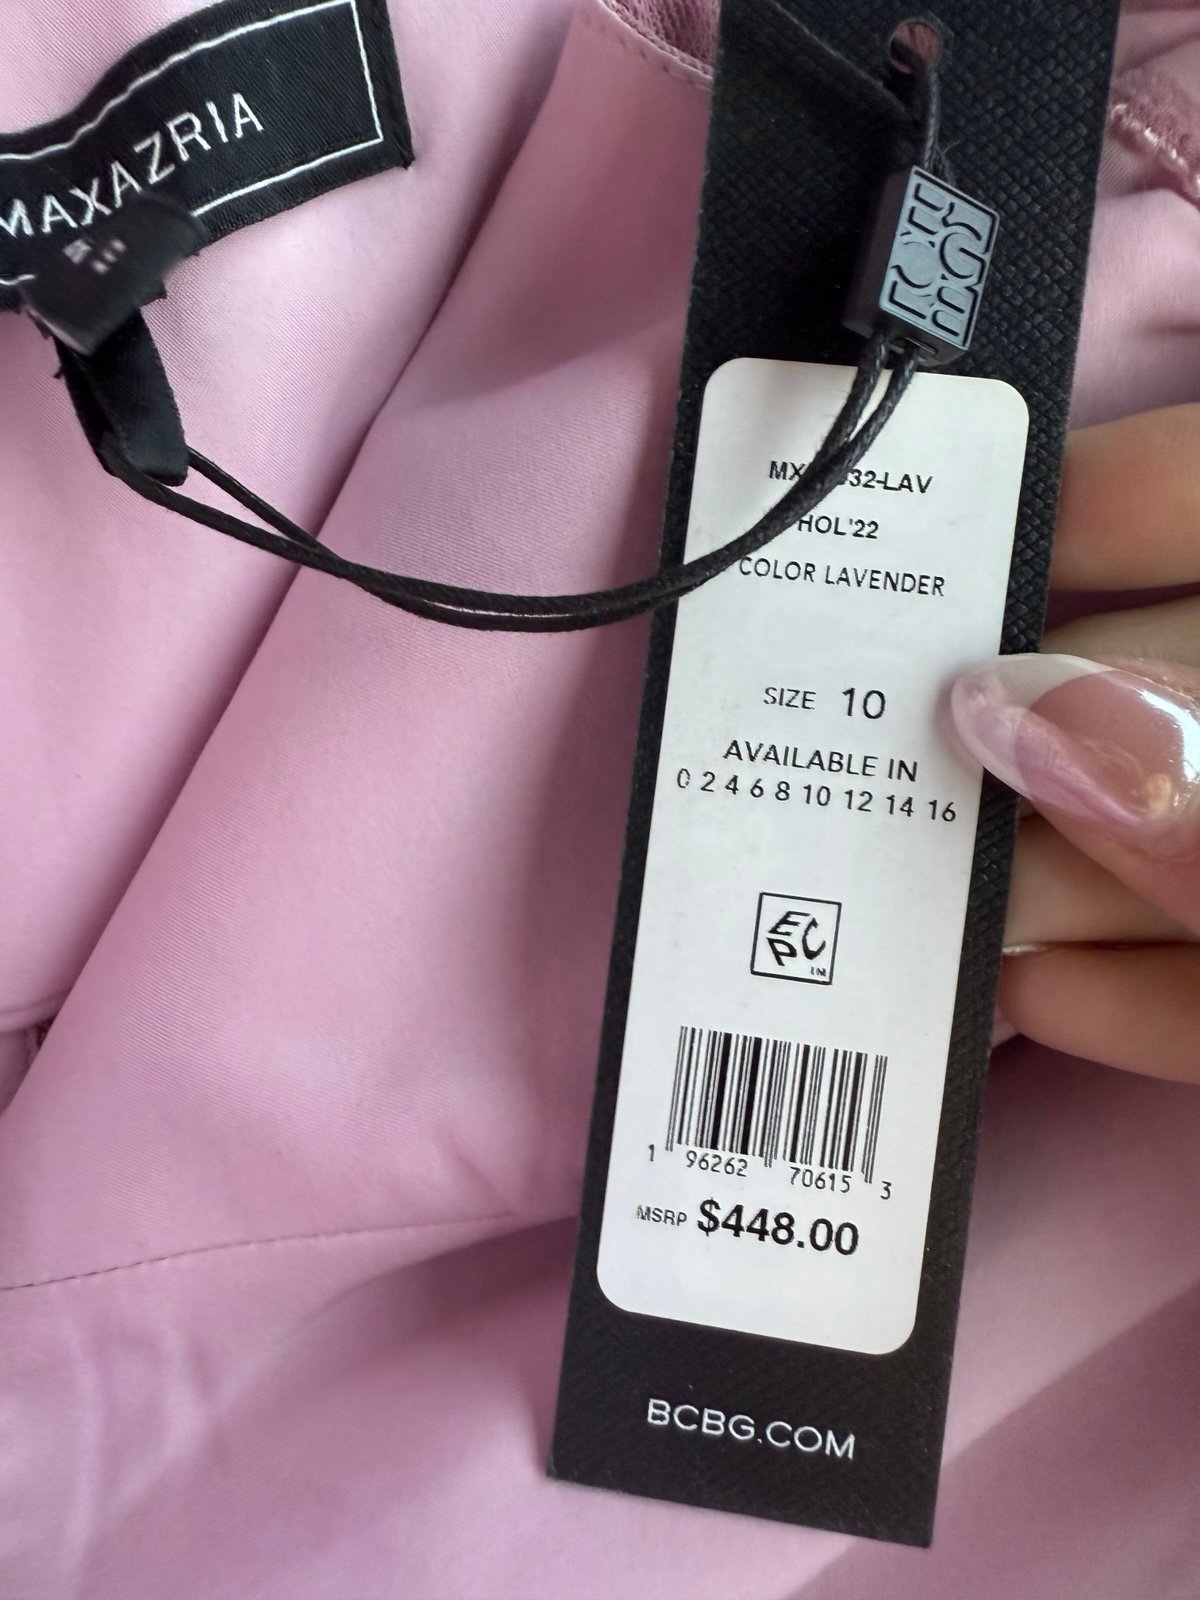 MAXAZRIA
COLOR LAVENDER
HOL'22
SIZE 10
AVAILABLE IN
0 2 4 6 8 10 12 14 16
EPC
1 96262 70615 3
MSRP $448.00
BCBG.COM